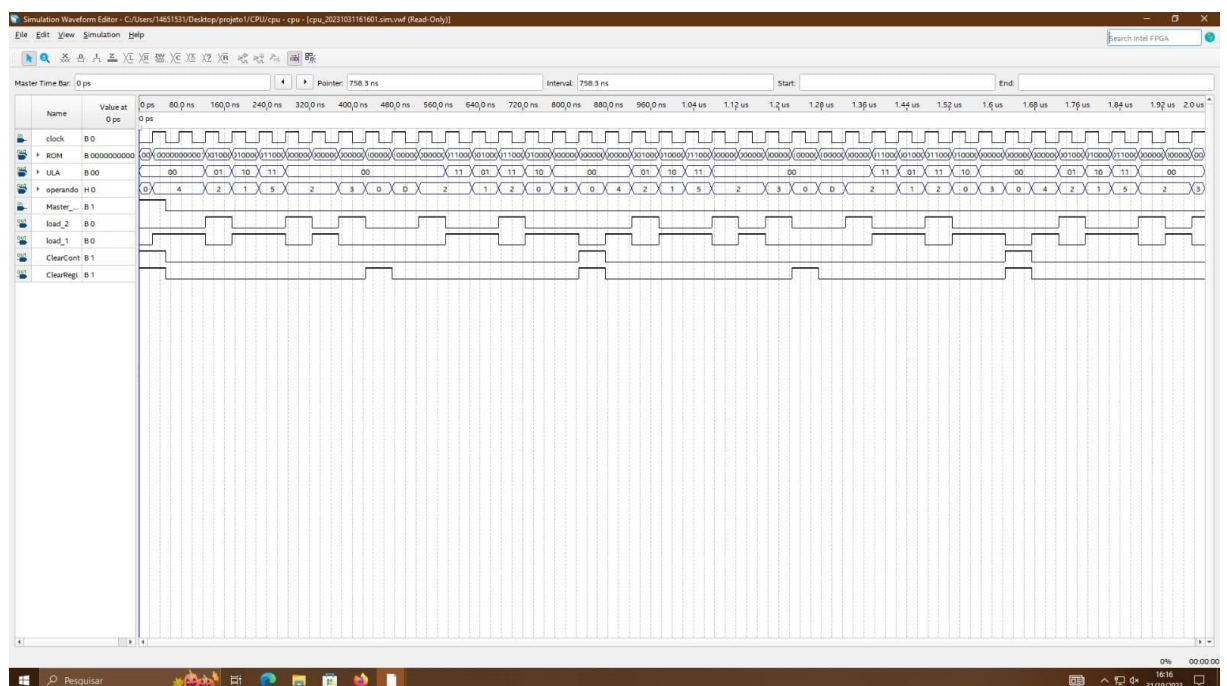 Simulation Waveform Editor - C:/Users/14651531/Desktop/projeto1/CPU/cpu - cpu - [cpu_20231031161601.sim.vwf (Read-Only)]
File Edit View Simulation Help
Search Intel FPGA
Master Time Bar: 0 ps
Pointer: 758.3 ns
Interval: 758.3 ns
Start:
End:
Name Value at 0 ps
0 ps 80.0 ns 160.0 ns 240.0 ns 320.0 ns 400.0 ns 480.0 ns 560.0 ns 640.0 ns 720.0 ns 800.0 ns 880.0 ns 960.0 ns 1.04 us 1.12 us 1.2 us 1.28 us 1.36 us 1.44 us 1.52 us 1.6 us 1.68 us 1.76 us 1.84 us 1.92 us 2.0 us
0 ps
clock B 0
ROM B 0000000000
ULA B 00 00 01 10 11 00 11 01 11 10 00 01 10 11 00 11 01 11 10 00 01 10 11 00
operando H 0 0 4 2 1 5 2 3 0 D 2 1 2 0 3 0 4 2 1 5 2 3 0 D 2 1 2 0 3 0 4 2 1 5 2 3
Master_... B 1
load_2 B 0
load_1 B 0
ClearCont B 1
ClearRegi B 1
0% 00:00:00
Pesquisar
16:16
31/10/2023